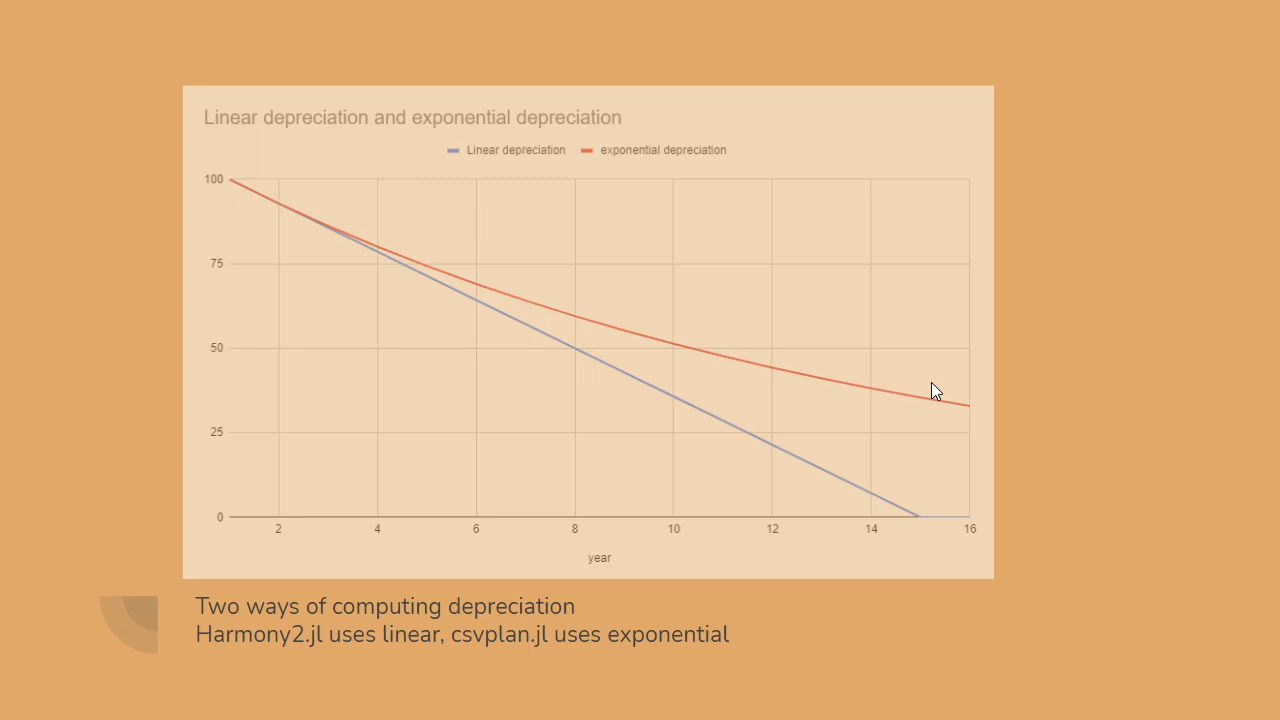 Linear depreciation and exponential depreciation
Linear depreciation exponential depreciation
100
75
50
25
0
2 4 6 8 10 12 14 16
year
Two ways of computing depreciation
Harmony2.jl uses linear, csvplan.jl uses exponential